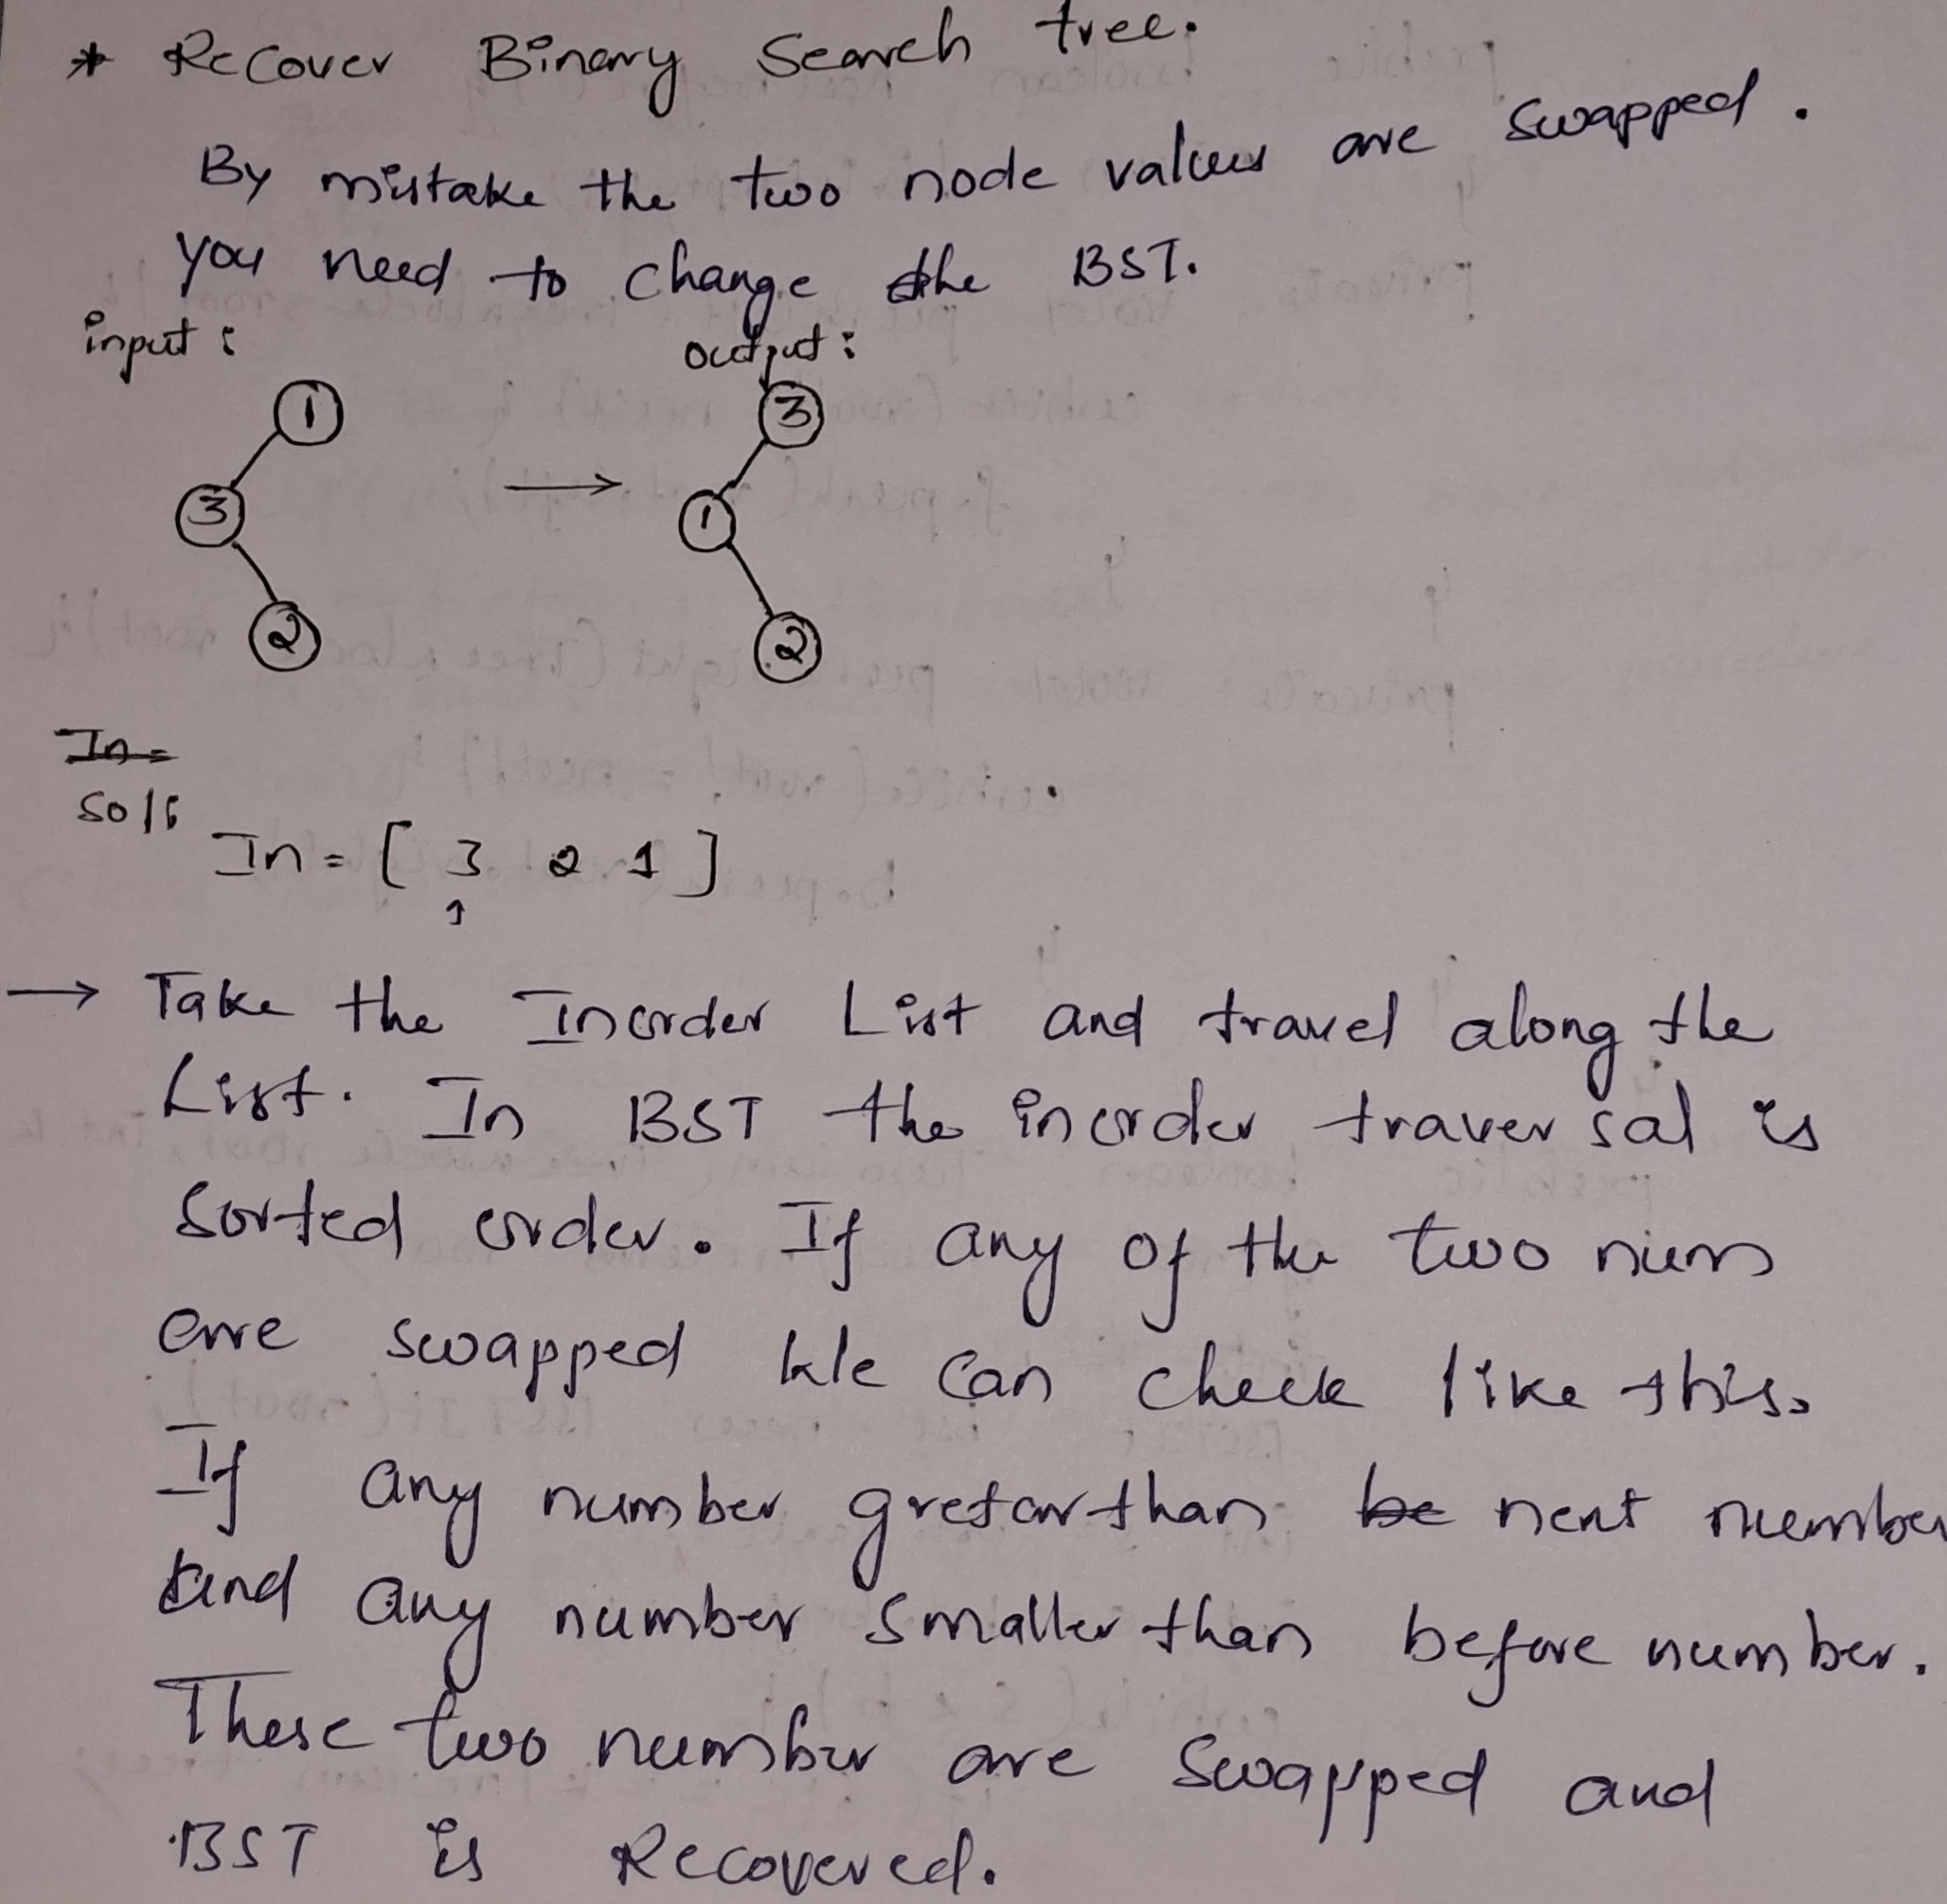 * Recover Binary Search tree.
By mistake the two node values are swapped.
you need to change the BST.
input : output :
1 3
3 → 1
2 2
In =
Sol:
In = [ 3 2 1 ]
↑
→ Take the Inorder List and travel along the
List. In BST the inorder traversal is
Sorted order. If any of the two num
are swapped We can check like this.
If any number gretar than be next number
and any number smaller than before number.
These two number are swapped and
BST is Recovered.